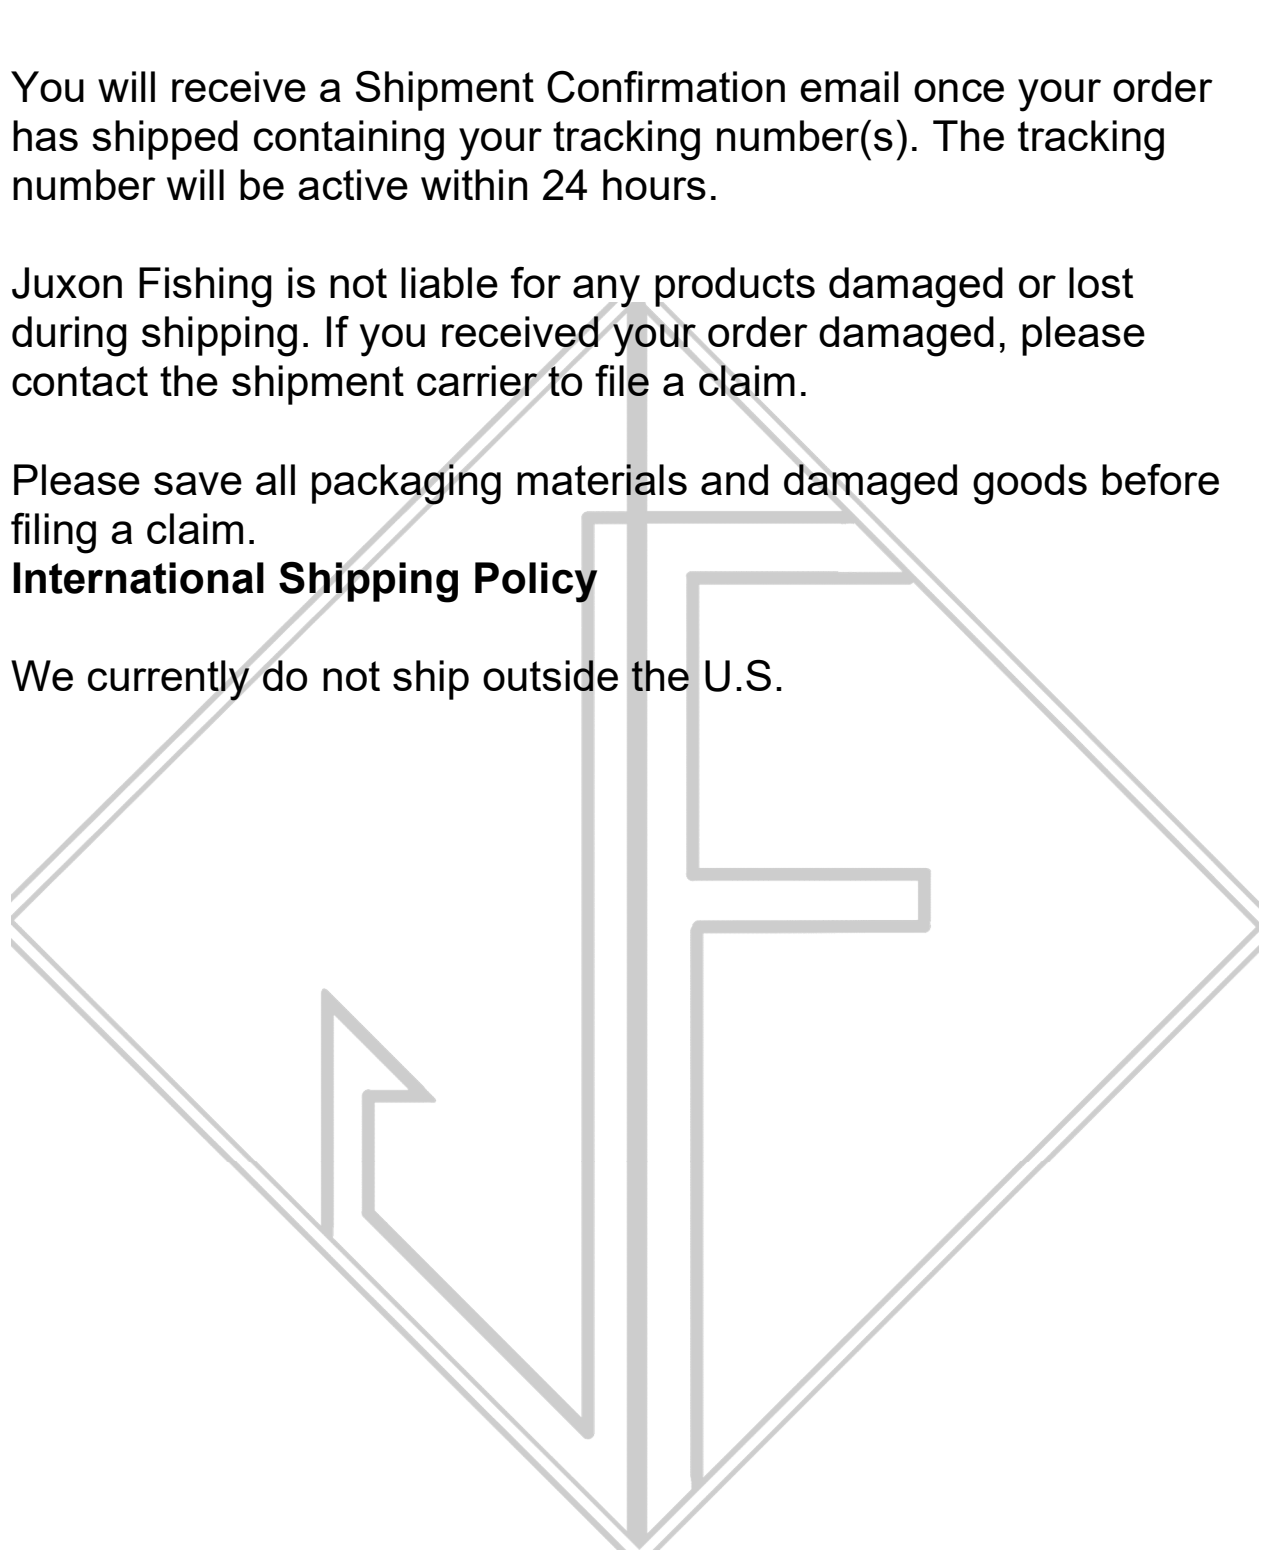 You will receive a Shipment Confirmation email once your order
has shipped containing your tracking number(s). The tracking
number will be active within 24 hours.
Juxon Fishing is not liable for any products damaged or lost
during shipping. If you received your order damaged, please
contact the shipment carrier to file a claim.
Please save all packaging materials and damaged goods before
filing a claim.
International Shipping Policy
We currently do not ship outside the U.S.